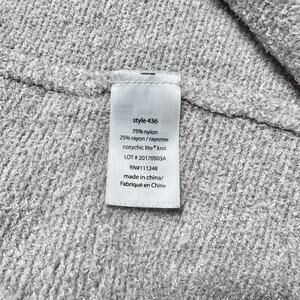 style 436
75% nylon
25% rayon / rayonne
cozychic lite® knit
LOT # 20170503A
RN#111248
made in china/
Fabriqué en Chine